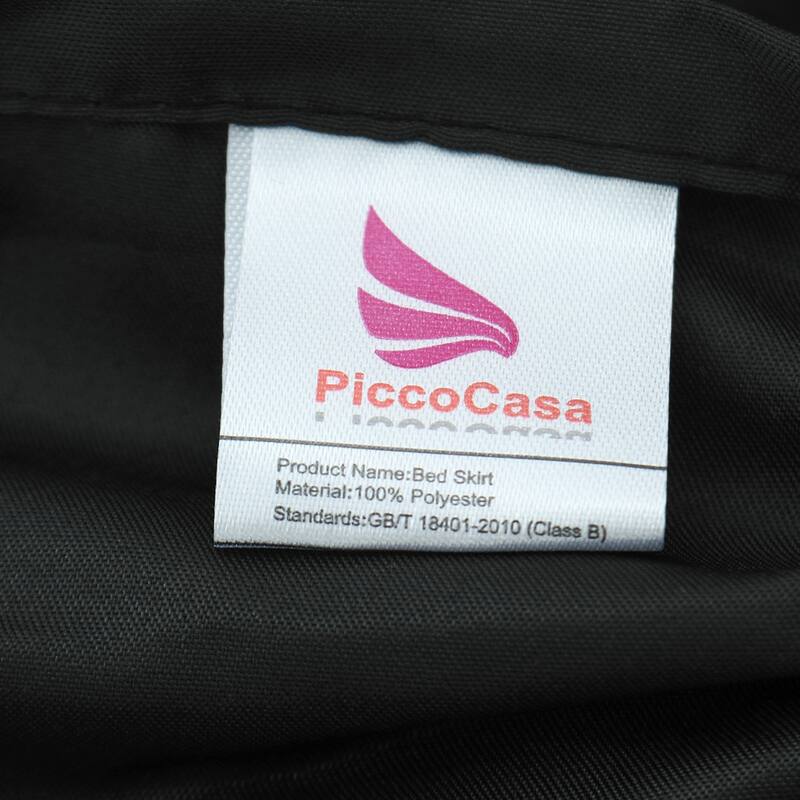 PiccoCasa
Product Name:Bed Skirt
Material:100% Polyester
Standards:GB/T 18401-2010 (Class B)